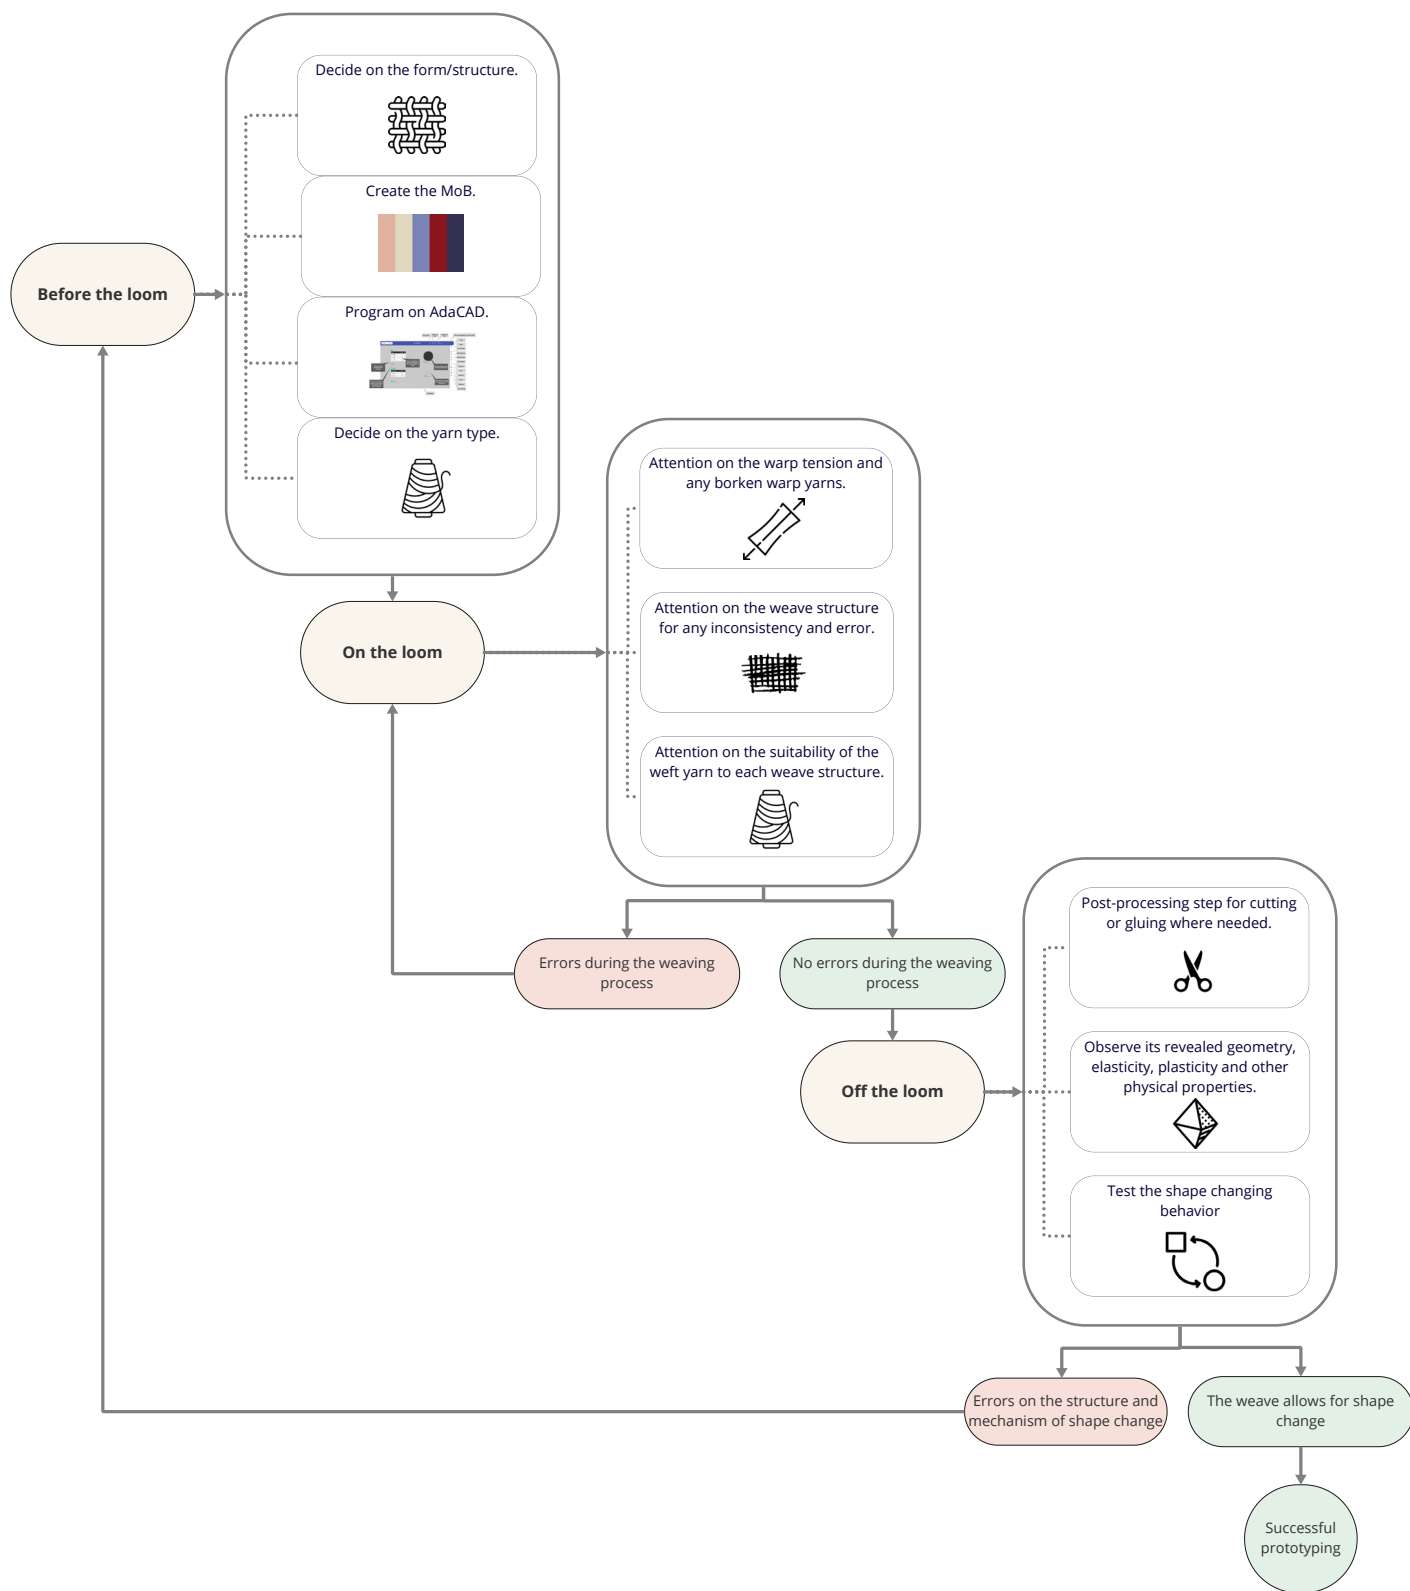 Decide on the form/structure.
Create the MoB.
Before the loom
Program on AdaCAD.
Decide on the yarn type.
Attention on the warp tension and
any borken warp yarns.
On the loom
Attention on the weave structure
for any inconsistency and error.
Attention on the suitability of the
weft yarn to each weave structure.
Errors during the weaving
process
No errors during the weaving
process
Post-processing step for cutting
or gluing where needed.
Off the loom
Observe its revealed geometry,
elasticity, plasticity and other
physical properties.
Test the shape changing
behavior
Errors on the structure and
mechanism of shape change
The weave allows for shape
change
Successful
prototyping